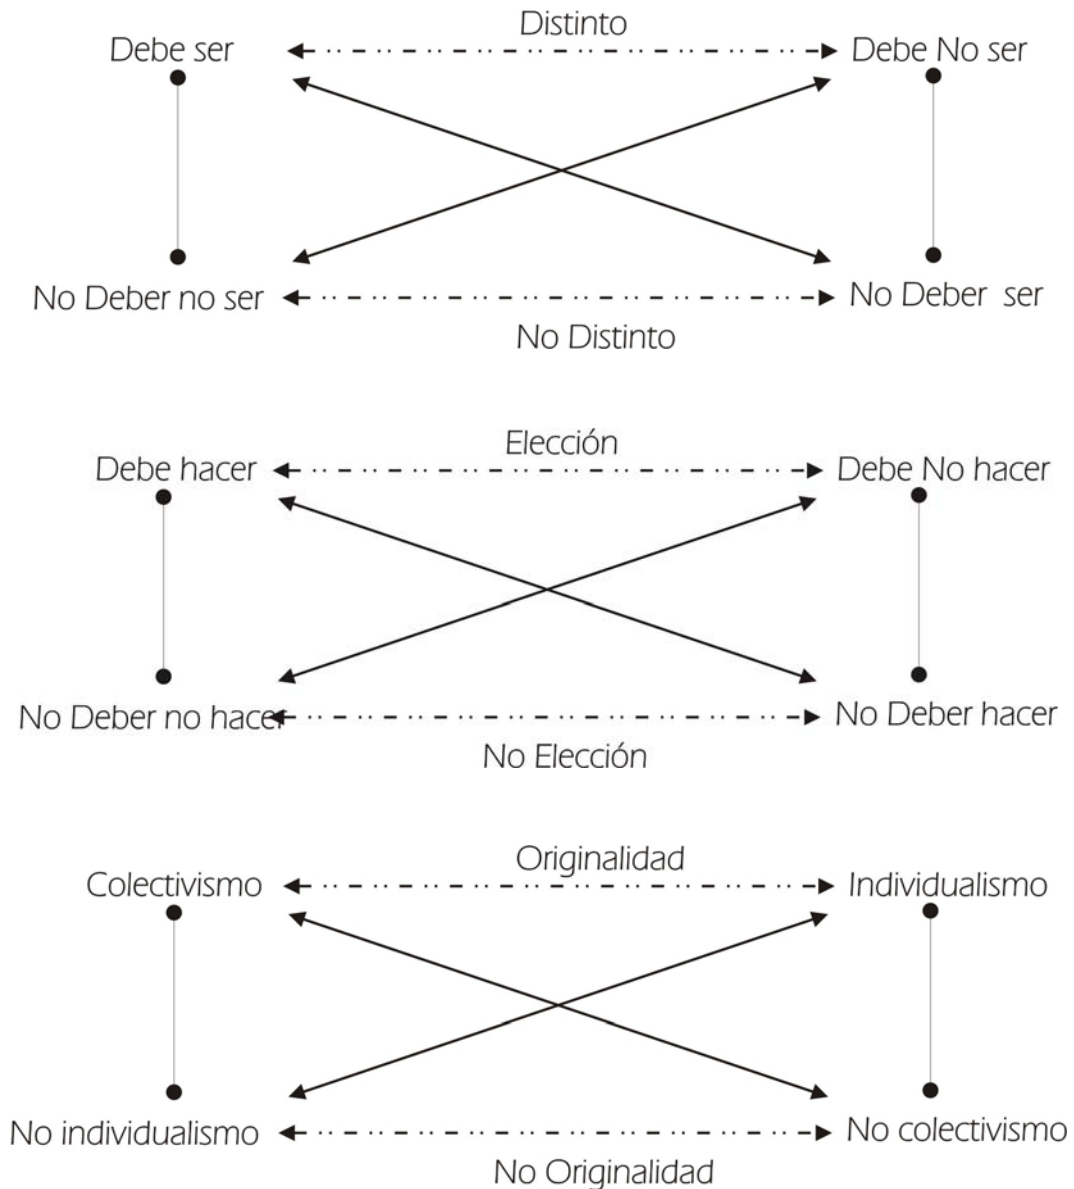 Distinto
Debe ser
Debe No ser
No Deber no ser
No Deber ser
No Distinto
Elección
Debe hacer
Debe No hacer
No Deber no hacer
No Deber hacer
No Elección
Originalidad
Colectivismo
Individualismo
No individualismo
No colectivismo
No Originalidad